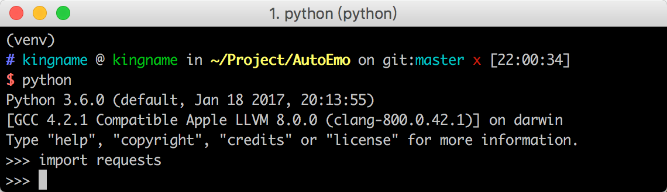 1. python (python)
(venv)
# kingname @ kingname in ~/Project/AutoEmo on git:master x [22:00:34]
$ python
Python 3.6.0 (default, Jan 18 2017, 20:13:55)
[GCC 4.2.1 Compatible Apple LLVM 8.0.0 (clang-800.0.42.1)] on darwin
Type "help", "copyright", "credits" or "license" for more information.
>>> import requests
>>>